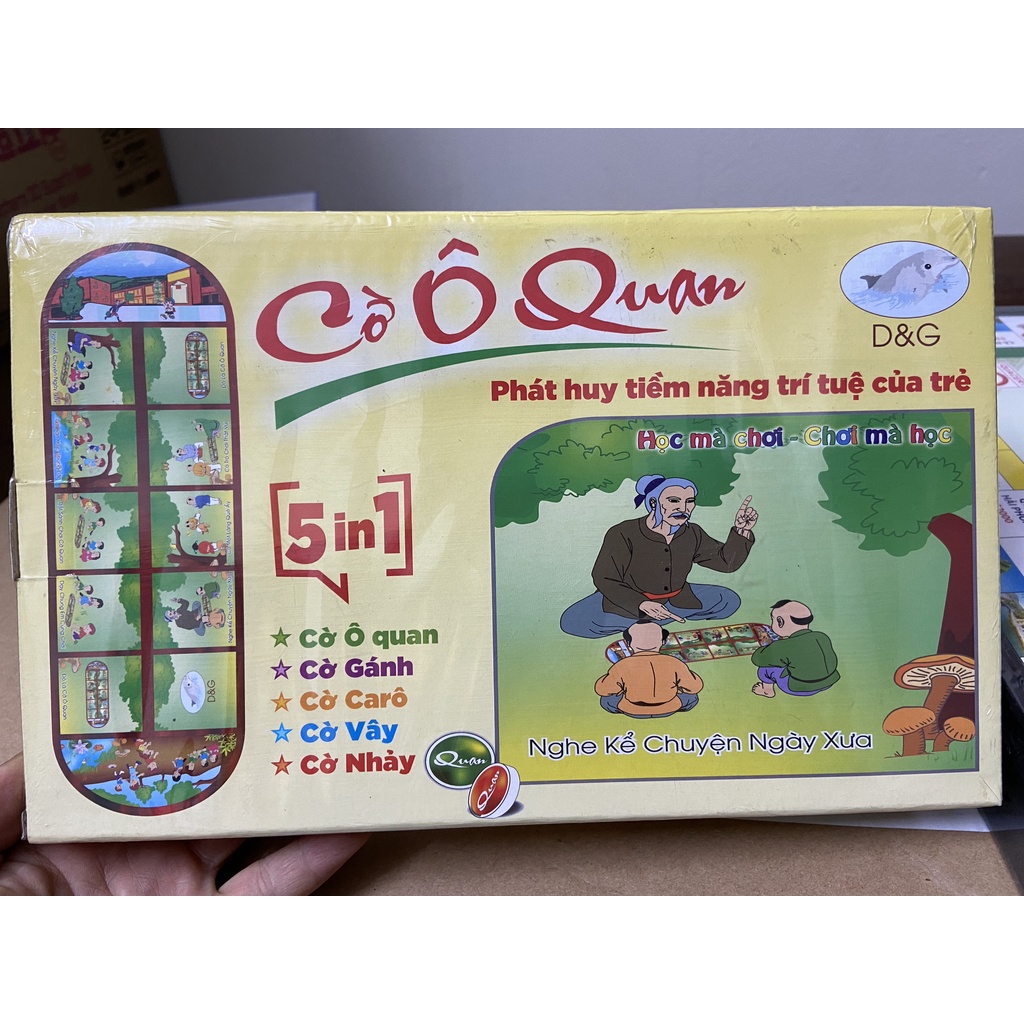 Cờ Ô Quan
D&G
Phát huy tiềm năng trí tuệ của trẻ
Học mà chơi - Chơi mà học
5 in 1
Cờ Ô quan
Cờ Gánh
Cờ Carô
Cờ Vây
Cờ Nhảy
Quan
Quân
Nghe Kể Chuyện Ngày Xưa
D&G